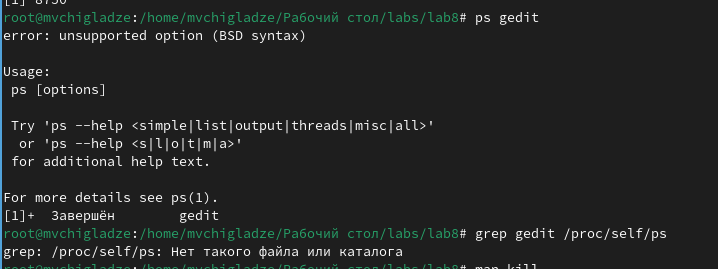 [1] 8730
root@mvchigladze:/home/mvchigladze/Рабочий стол/labs/lab8# ps gedit
error: unsupported option (BSD syntax)
Usage:
ps [options]
Try 'ps --help <simple|list|output|threads|misc|all>'
or 'ps --help <s|l|o|t|m|a>'
for additional help text.
For more details see ps(1).
[1]+  Завершён        gedit
root@mvchigladze:/home/mvchigladze/Рабочий стол/labs/lab8# grep gedit /proc/self/ps
grep: /proc/self/ps: Нет такого файла или каталога
root@mvchigladze:/home/mvchigladze/Рабочий стол/labs/lab8# man kill